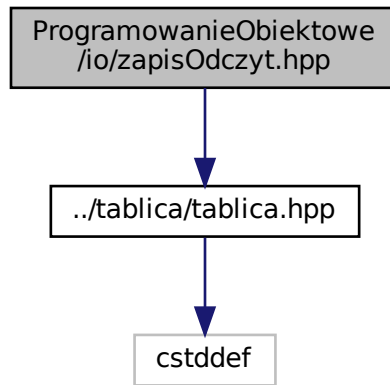 ProgramowanieObiektowe
/io/zapisOdczyt.hpp
../tablica/tablica.hpp
cstddef